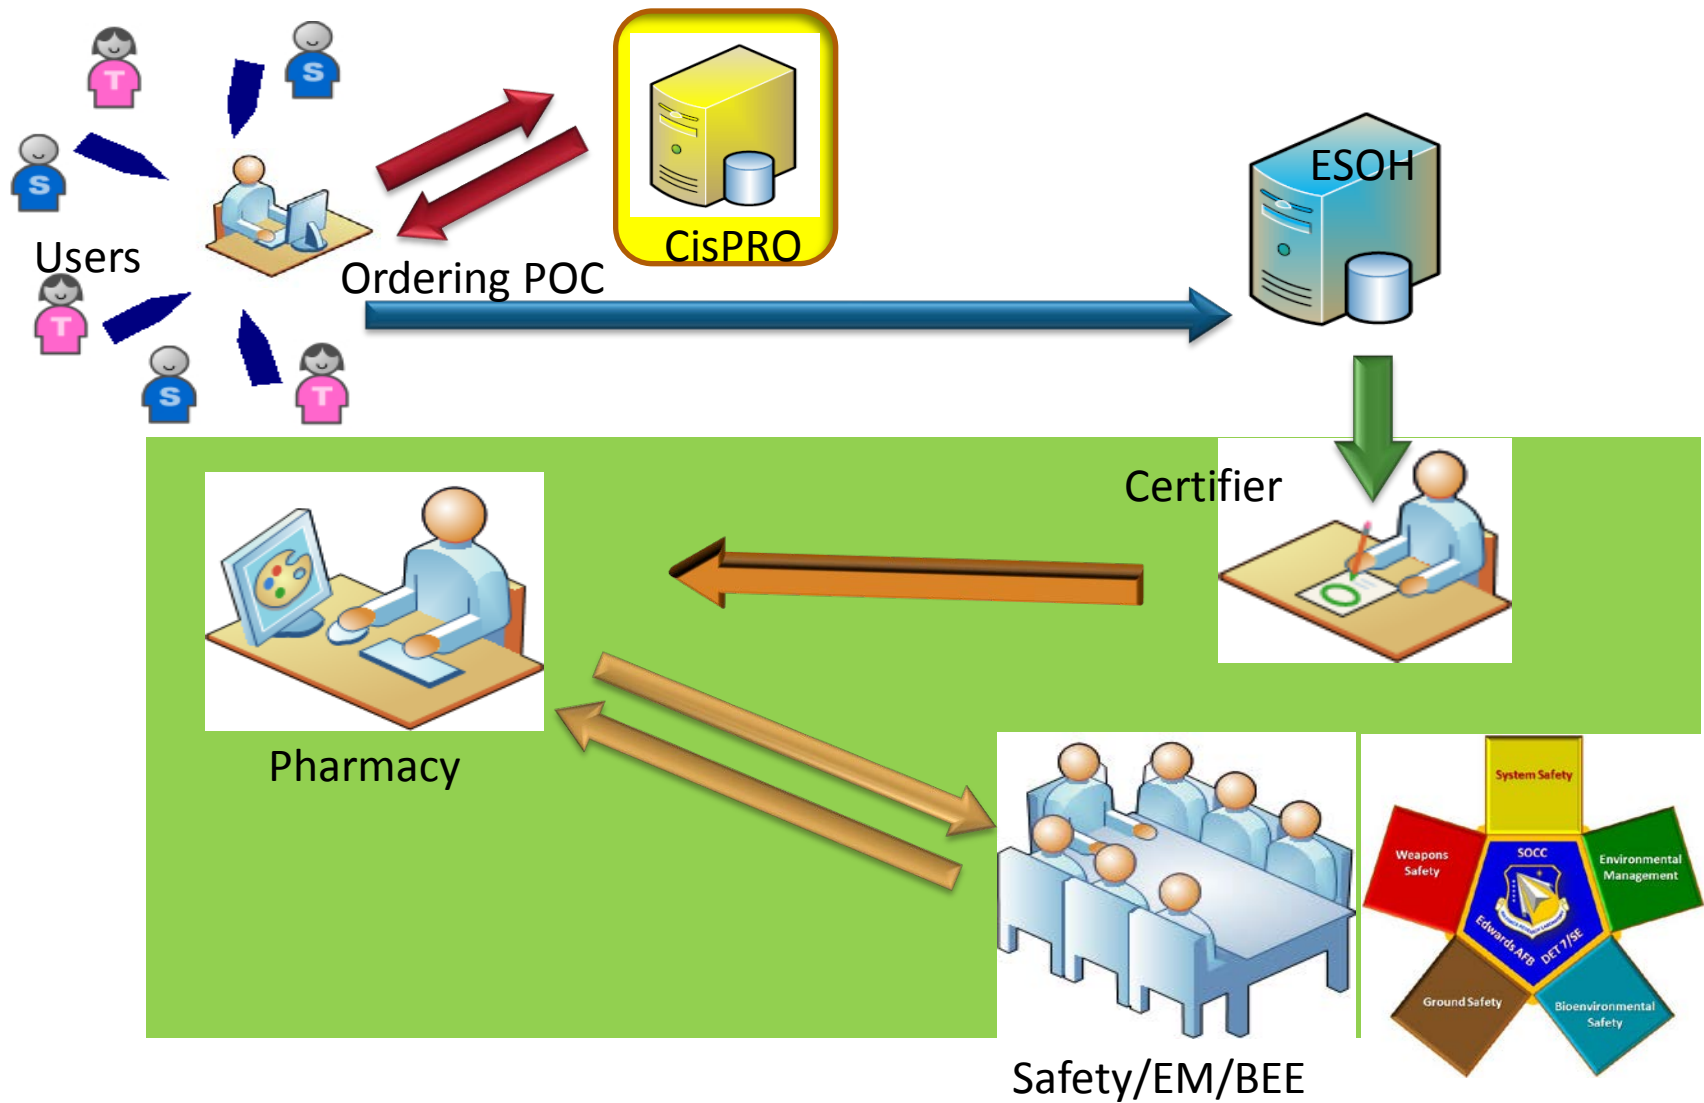 T
S
S
Users
T
S
T
Ordering POC
CisPRO
ESOH
Certifier
Pharmacy
Safety/EM/BEE
System Safety
Weapons
Safety
SOCC
Environmental
Management
Edwards AFB
DET 7/SE
Ground Safety
Bioenvironmental
Safety